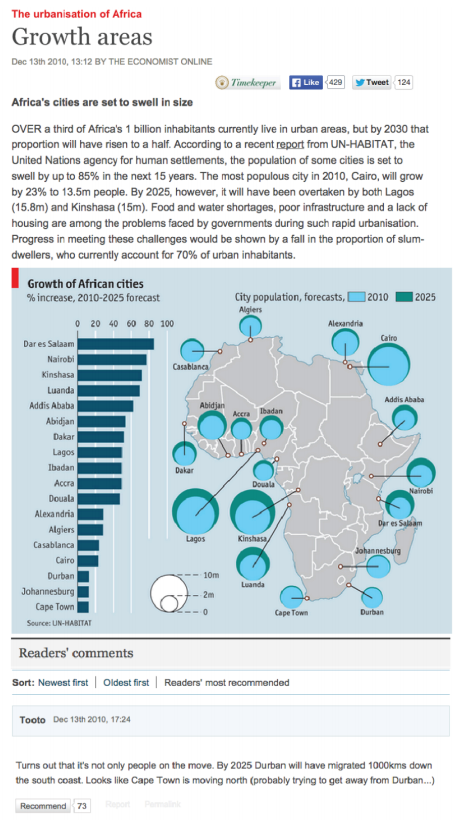 The urbanisation of Africa
Growth areas
Dec 13th 2010, 13:12 BY THE ECONOMIST ONLINE
Timekeeper Like 429 Tweet 124
Africa's cities are set to swell in size
OVER a third of Africa's 1 billion inhabitants currently live in urban areas, but by 2030 that
proportion will have risen to a half. According to a recent report from UN-HABITAT, the
United Nations agency for human settlements, the population of some cities is set to
swell by up to 85% in the next 15 years. The most populous city in 2010, Cairo, will grow
by 23% to 13.5m people. By 2025, however, it will have been overtaken by both Lagos
(15.8m) and Kinshasa (15m). Food and water shortages, poor infrastructure and a lack of
housing are among the problems faced by governments during such rapid urbanisation.
Progress in meeting these challenges would be shown by a fall in the proportion of slum-
dwellers, who currently account for 70% of urban inhabitants.
Growth of African cities
% increase, 2010-2025 forecast
0 20 40 60 80 100
Dar es Salaam
Nairobi
Kinshasa
Luanda
Addis Ababa
Abidjan
Dakar
Lagos
Ibadan
Accra
Douala
Alexandria
Algiers
Casablanca
Cairo
Durban
Johannesburg
Cape Town
Source: UN-HABITAT
City population, forecasts, 2010 2025
Algiers
Alexandria
Cairo
Casablanca
Addis Ababa
Abidjan
Accra
Ibadan
Dakar
Douala
Nairobi
Lagos
Kinshasa
Dar es Salaam
Johannesburg
Luanda
Cape Town
Durban
10m
2m
0
Readers' comments
Sort: Newest first | Oldest first | Readers' most recommended
Tooto Dec 13th 2010, 17:24
Turns out that it's not only people on the move. By 2025 Durban will have migrated 1000kms down
the south coast. Looks like Cape Town is moving north (probably trying to get away from Durban...)
Recommend 73 Report Permalink